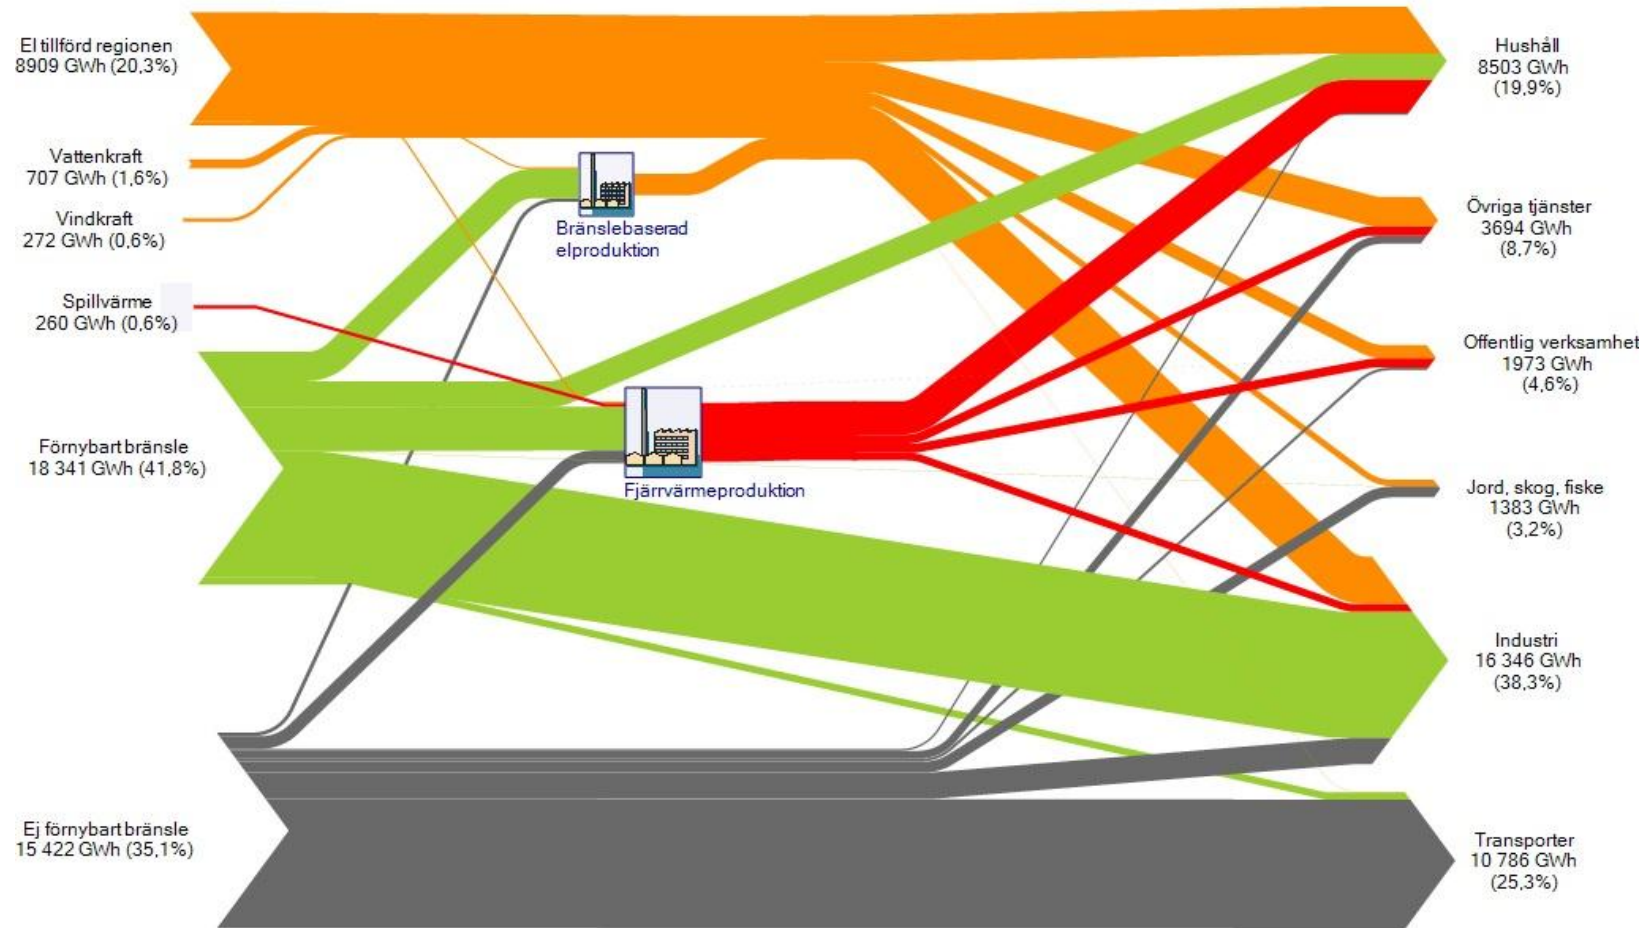 El tillförd regionen
8909 GWh (20,3%)
Vattenkraft
707 GWh (1,6%)
Vindkraft
272 GWh (0,6%)
Spillvärme
260 GWh (0,6%)
Förnybart bränsle
18 341 GWh (41,8%)
Ej förnybart bränsle
15 422 GWh (35,1%)
Bränslebaserad
elproduktion
Fjärrvärmeproduktion
Hushåll
8503 GWh
(19,9%)
Övriga tjänster
3694 GWh
(8,7%)
Offentlig verksamhet
1973 GWh
(4,6%)
Jord, skog, fiske
1383 GWh
(3,2%)
Industri
16 346 GWh
(38,3%)
Transporter
10 786 GWh
(25,3%)